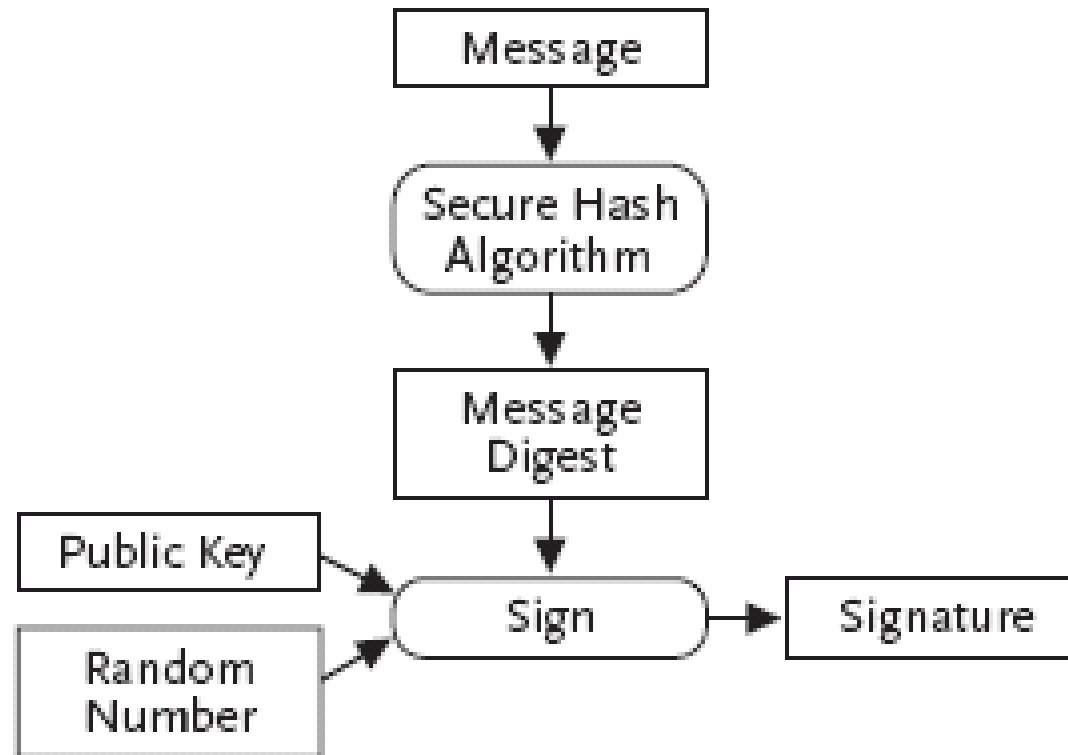 Message
Secure Hash
Algorithm
Message
Digest
Public Key
Sign
Signature
Random
Number